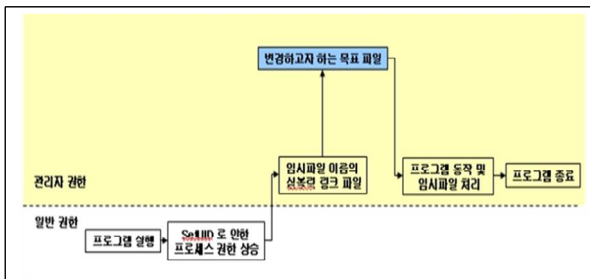 변경하고자 하는 목표 파일
임시파일 이름의
심볼릭 링크 파일
프로그램 동작 및
임시파일 처리
프로그램 종료
관리자 권한
일반 권한
프로그램 실행
SetUID 로 인한
프로세스 권한 상승